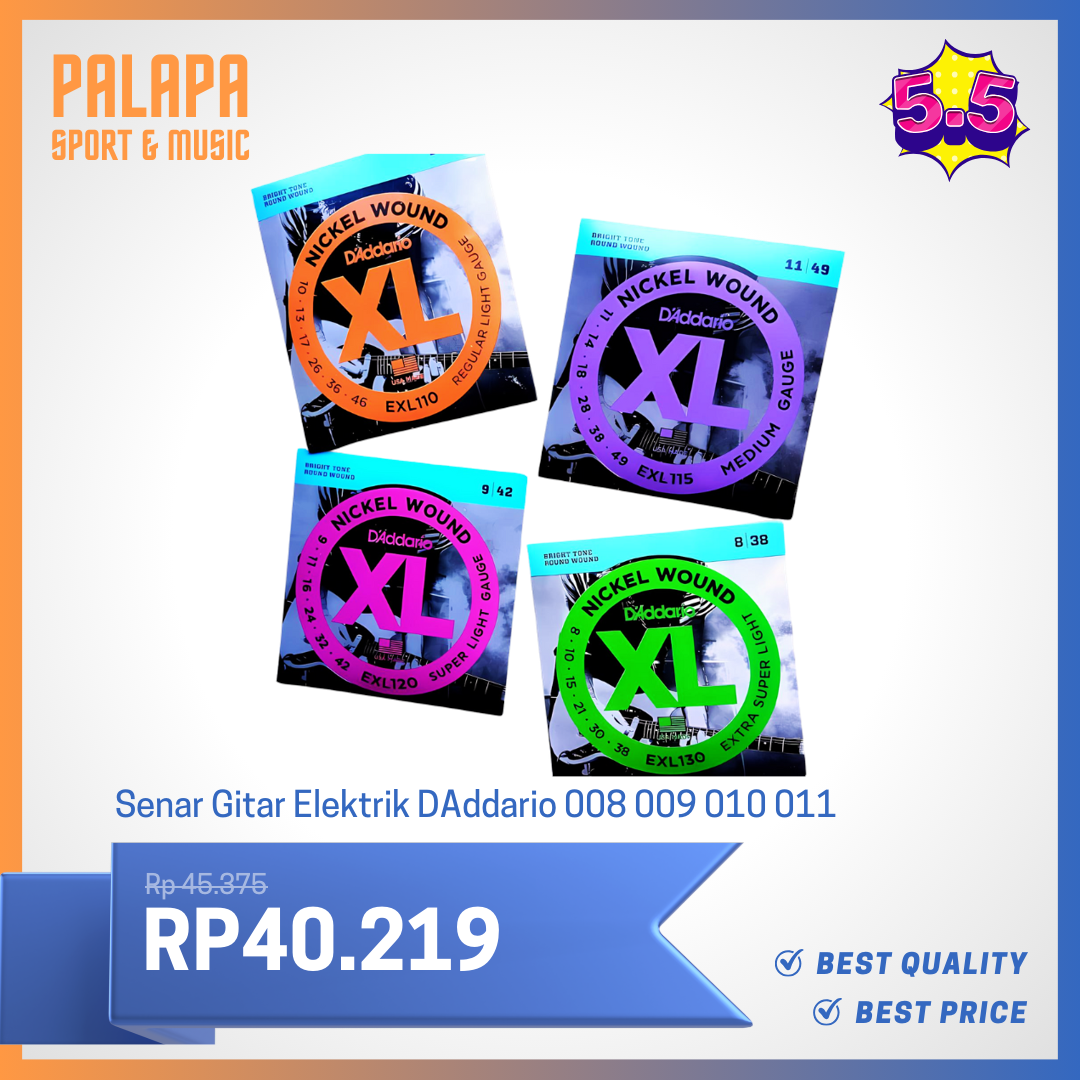 PALAPA
SPORT & MUSIC
5.5
BRIGHT TONE
ROUND WOUND
NICKEL WOUND
D'Addario
XL
USA MADE
10 · 13 · 17 · 26 · 36 · 46
EXL110
REGULAR LIGHT GAUGE
BRIGHT TONE
ROUND WOUND
11 | 49
NICKEL WOUND
D'Addario
XL
11 · 14 · 18 · 28 · 38 · 49
EXL115
MEDIUM GAUGE
BRIGHT TONE
ROUND WOUND
9 | 42
NICKEL WOUND
D'Addario
XL
9 · 11 · 16 · 24 · 32 · 42
EXL120
SUPER LIGHT GAUGE
BRIGHT TONE
ROUND WOUND
8 | 38
NICKEL WOUND
D'Addario
XL
8 · 10 · 15 · 21 · 30 · 38
EXL130
EXTRA SUPER LIGHT
Senar Gitar Elektrik DAddario 008 009 010 011
Rp 45.375
RP40.219
BEST QUALITY
BEST PRICE